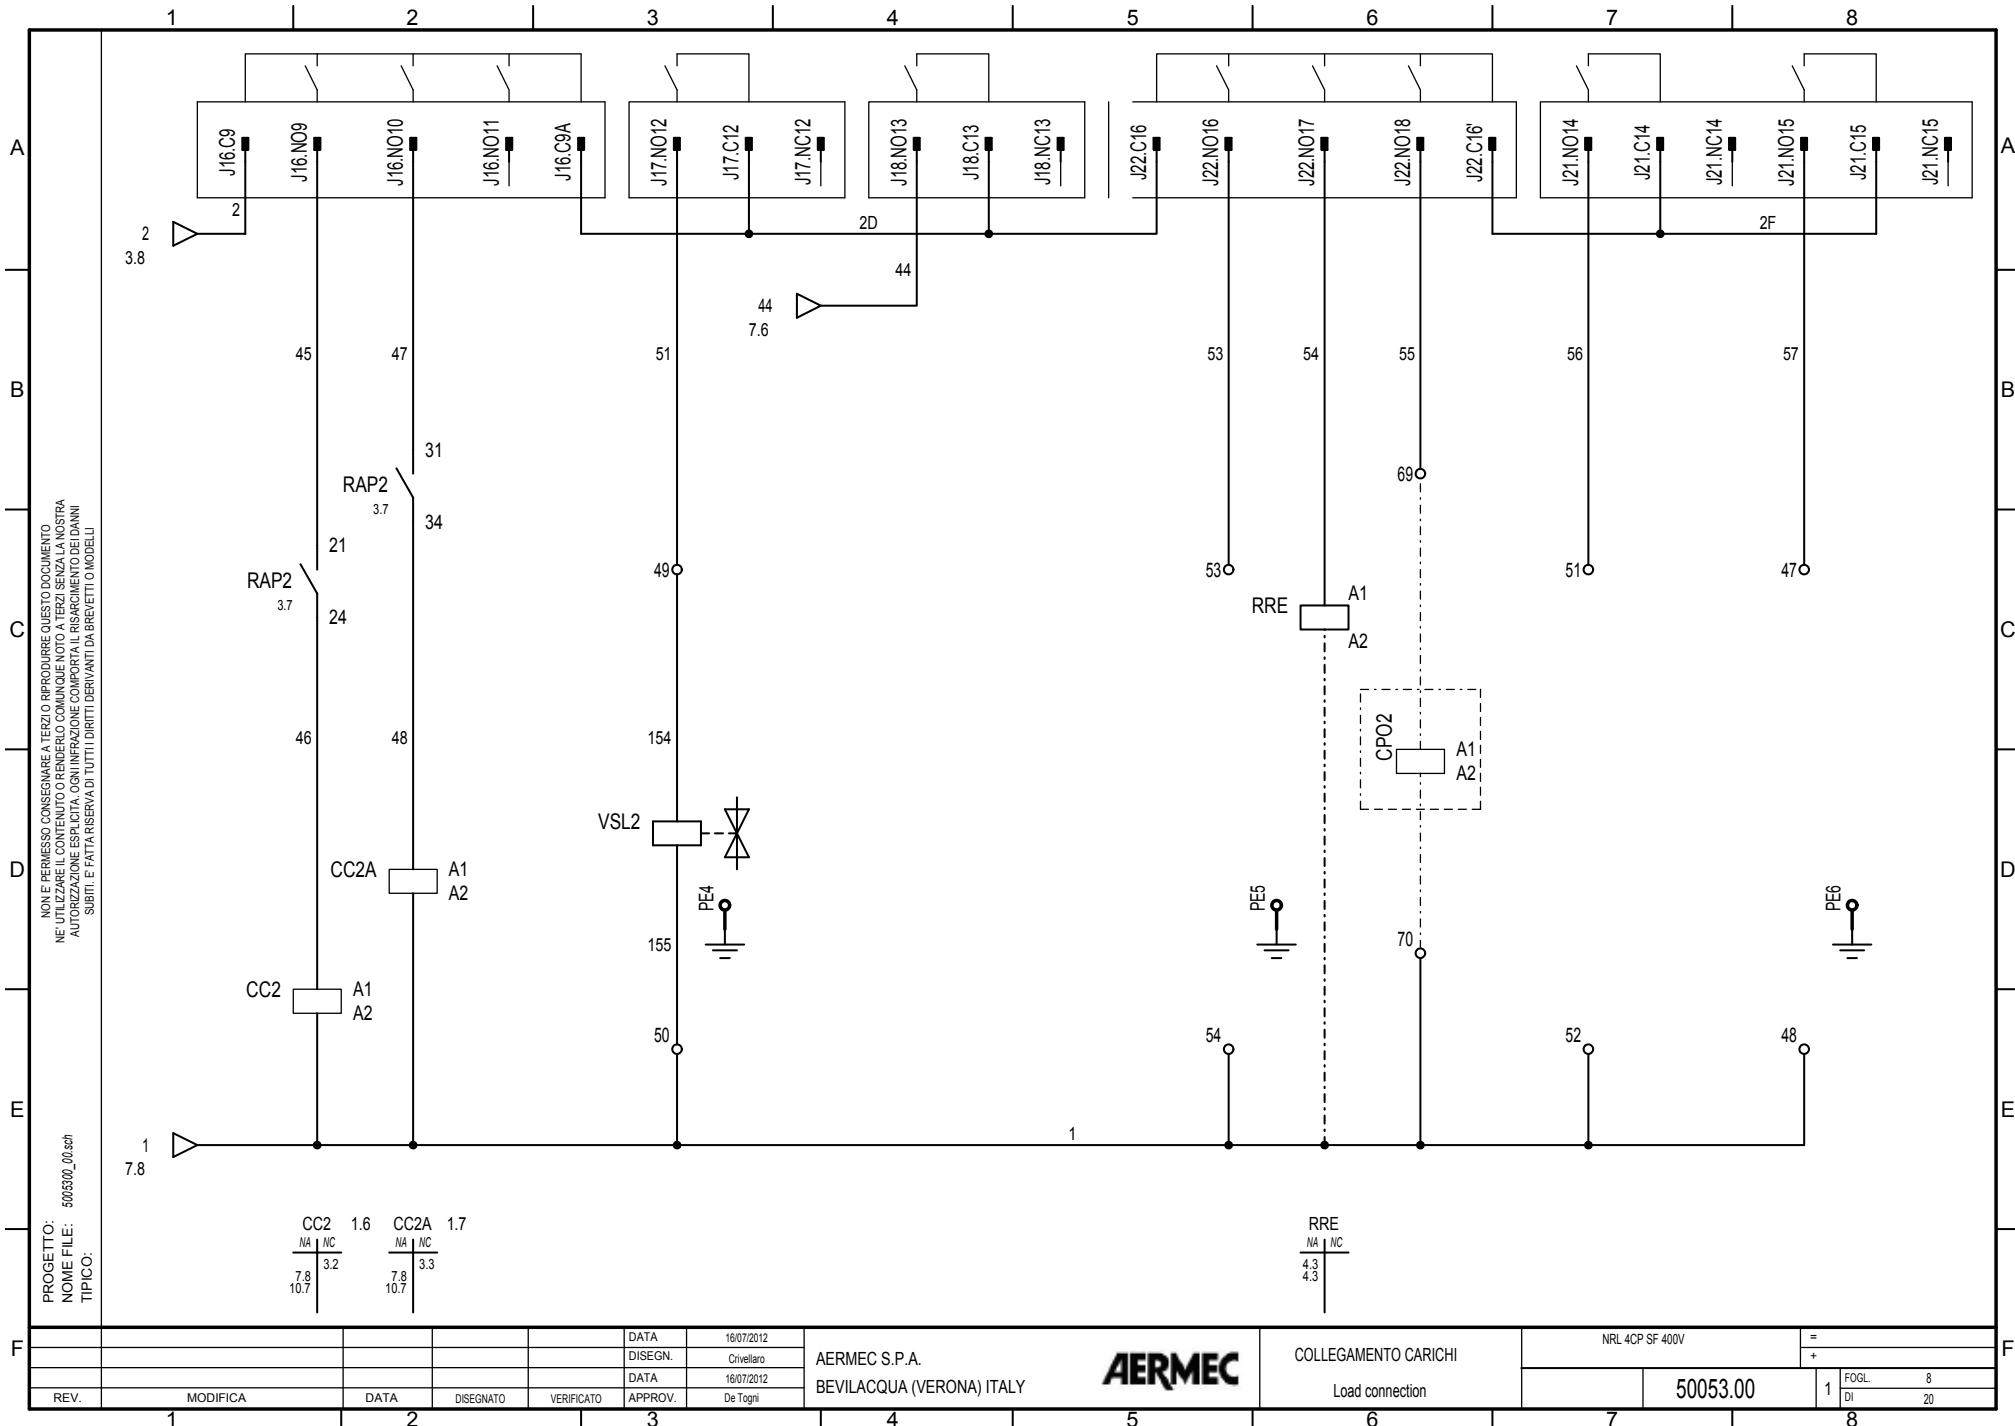 1 2 3 4 5 6 7 8
A A
J16.C9 J16.NO9 J16.NO10 J16.NO11 J16.C9A J17.NO12 J17.C12 J17.NC12 J18.NO13 J18.C13 J18.NC13 J22.C16 J22.NO16 J22.NO17 J22.NO18 J22.C16' J21.NO14 J21.C14 J21.NC14 J21.NO15 J21.C15 J21.NC15
2
2 2D 2F
3.8
44
44
7.6
45 47 51 53 54 55 56 57
B B
31
RAP2
3.7
34
69
21
RAP2
3.7
24
49 53 51 47
RRE A1
A2
C C
46 48 154
CPO2
A1
A2
VSL2
CC2A A1
A2
D D
PE4 PE5 PE6
155
70
CC2 A1
A2
50 54 52 48
E E
1 1
7.8
CC2 1.6 CC2A 1.7 RRE
NA NC NA NC NA NC
3.2 3.3
7.8 7.8 4.3
10.7 10.7 4.3
NON E' PERMESSO CONSEGNARE A TERZI O RIPRODURRE QUESTO DOCUMENTO
NE' UTILIZZARE IL CONTENUTO O RENDERLO COMUNQUE NOTO A TERZI SENZA LA NOSTRA
AUTORIZZAZIONE ESPLICITA. OGNI INFRAZIONE COMPORTA IL RISARCIMENTO DEI DANNI
SUBITI. E' FATTA RISERVA DI TUTTI I DIRITTI DERIVANTI DA BREVETTI O MODELLI
PROGETTO:
NOME FILE: 5005300_00.sch
TIPICO:
F F
DATA 16/07/2012
DISEGN. Crivellaro
DATA 16/07/2012
REV. MODIFICA DATA DISEGNATO VERIFICATO APPROV. De Togni
AERMEC S.P.A.
BEVILACQUA (VERONA) ITALY
AERMEC
COLLEGAMENTO CARICHI
Load connection
NRL 4CP SF 400V
=
+
50053.00
1
FOGL. 8
DI 20
1 2 3 4 5 6 7 8